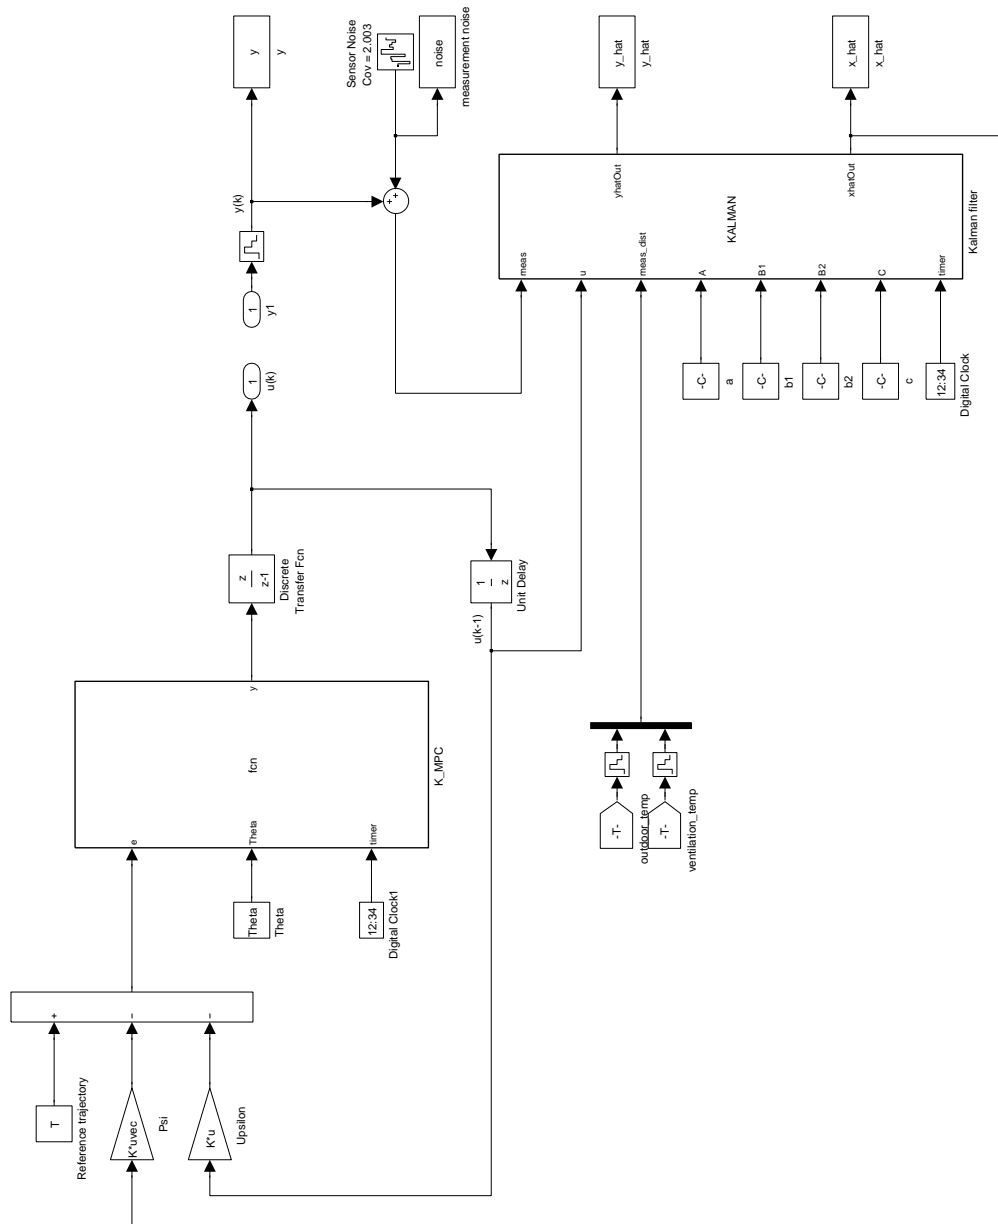 y
y
y(k)
1
y1
1
u(k)
Sensor Noise
Cov = 2.003
noise
measurement noise
y_hat
y_hat
x_hat
x_hat
yhatOut
xhatOut
KALMAN
meas
u
meas_dist
A
B1
B2
C
timer
Kalman filter
-C-
a
-C-
b1
-C-
b2
-C-
c
12:34
Digital Clock
z
z-1
Discrete
Transfer Fcn
1
z
Unit Delay
u(k-1)
y
fcn
e
Theta
timer
K_MPC
-T-
outdoor_temp
-T-
ventilation_temp
Theta
Theta
12:34
Digital Clock1
+
−
−
T
Reference trajectory
K*uvec
Psi
K*u
Upsilon
+
+